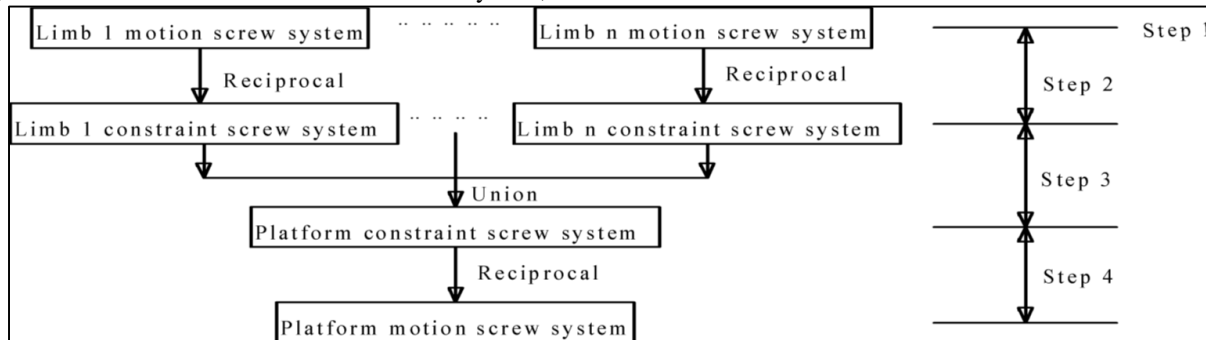 Limb 1 motion screw system
.. .. .. .. ..
Limb n motion screw system
Step 1
Reciprocal
Reciprocal
Step 2
Limb 1 constraint screw system
.. .. .. ..
Limb n constraint screw system
Step 3
Union
Platform constraint screw system
Reciprocal
Step 4
Platform motion screw system